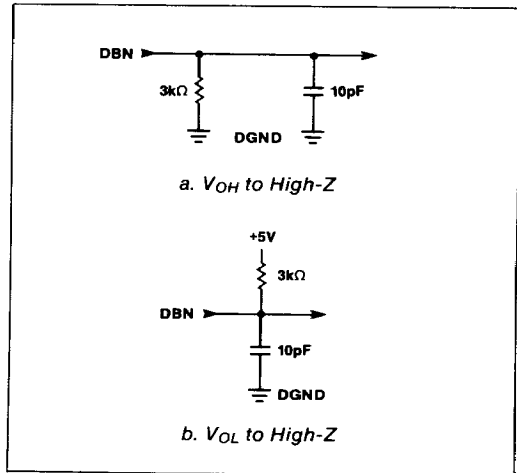 DBN
3kΩ
10pF
DGND
a. VOH to High-Z
+5V
3kΩ
DBN
10pF
DGND
b. VOL to High-Z